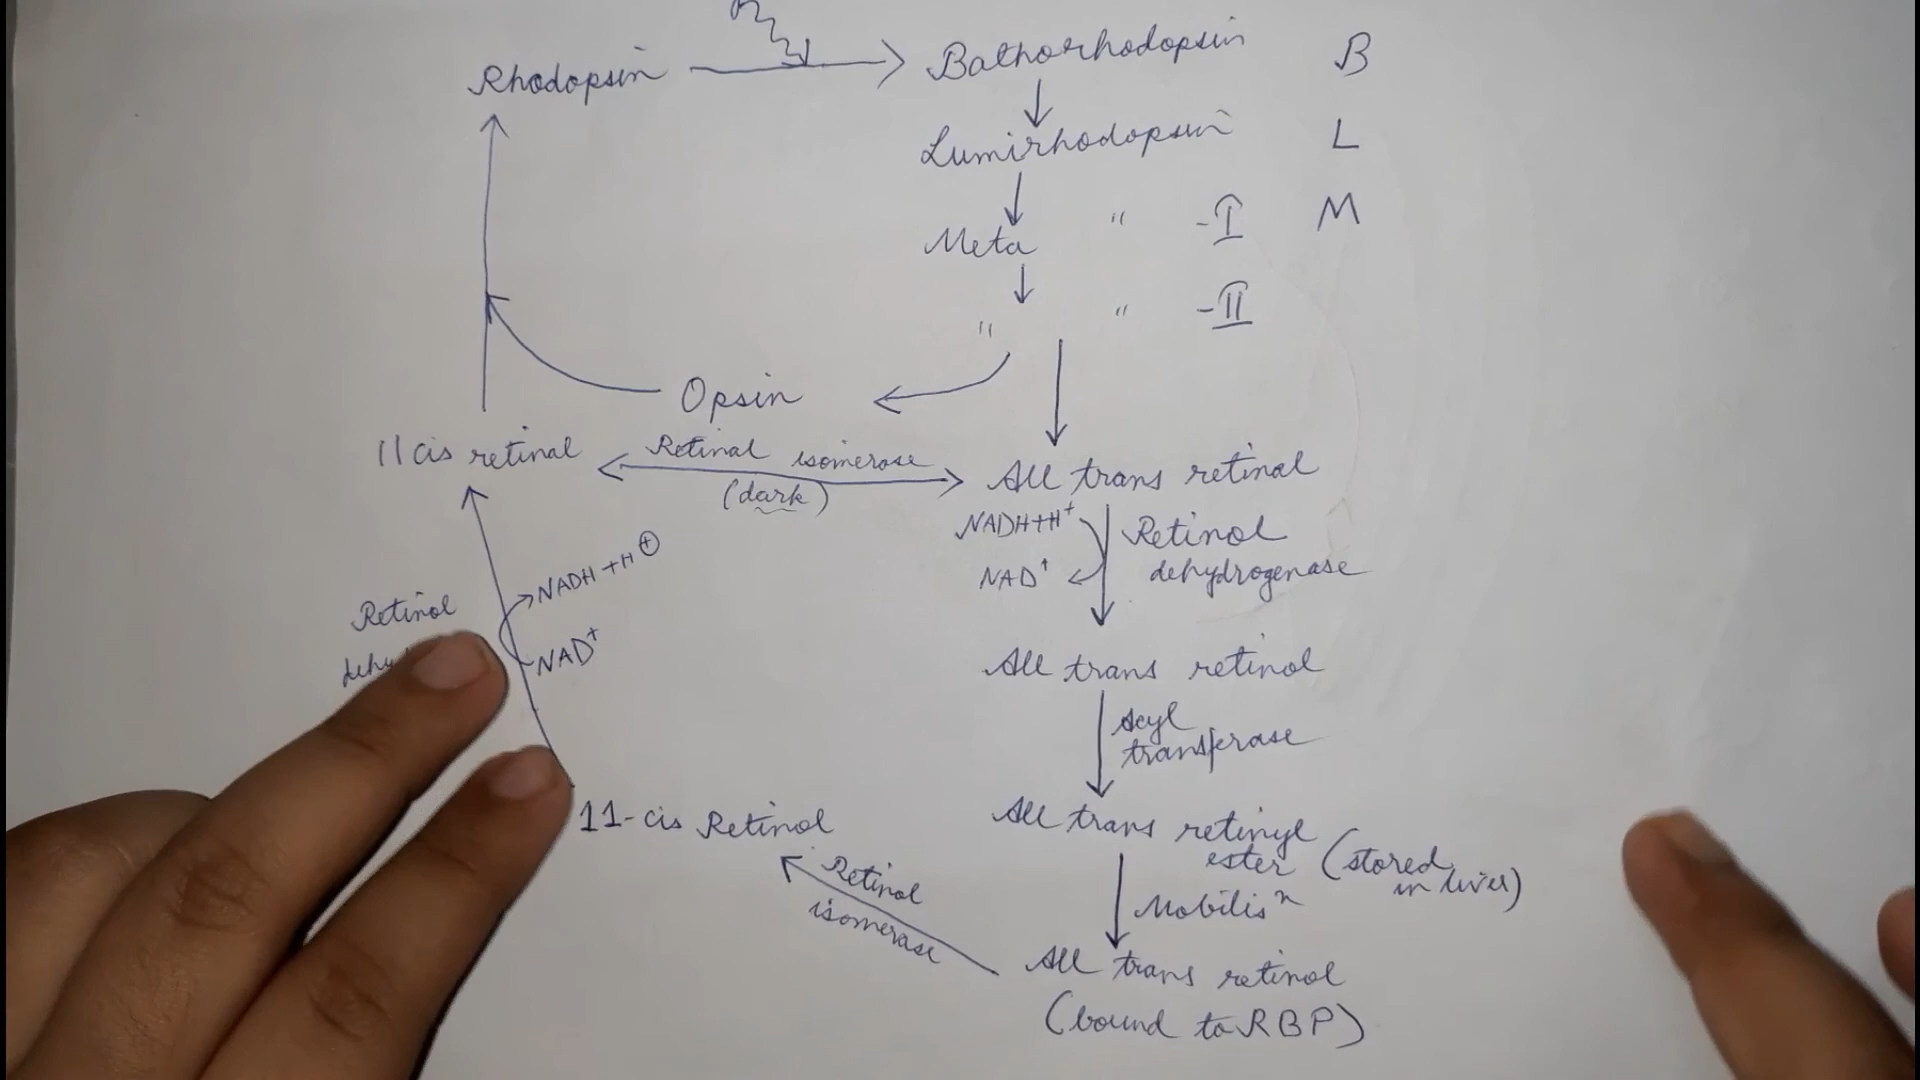 Rhodopsin
Bathorhodopsin B
Lumirhodopsin L
Meta " -I M
" " -II
Opsin
11 cis retinal
Retinal isomerase
(dark)
All trans retinal
NADH+H+
NAD+
Retinol
dehydrogenase
NADH + H+
NAD+
Retinol
All trans retinol
Acyl
transferase
11-cis Retinol
All trans retinyl
ester (stored
in liver)
Mobilisn
Retinol
isomerase
All trans retinol
(bound to RBP)